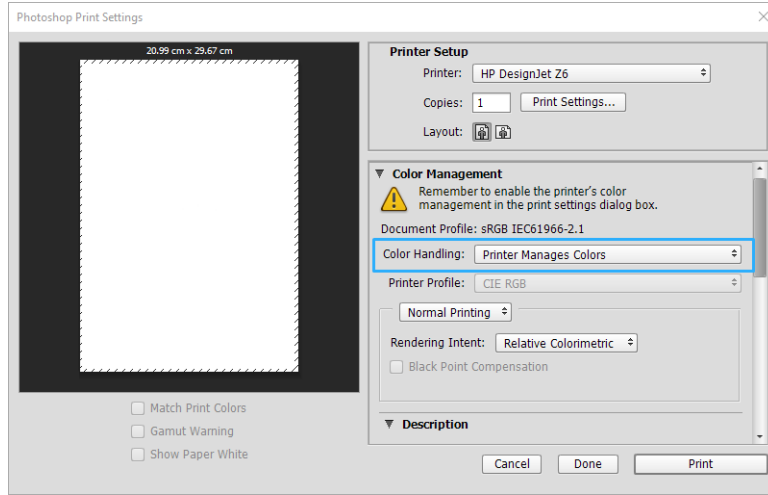 Photoshop Print Settings
20.99 cm x 29.67 cm
Match Print Colors
Gamut Warning
Show Paper White
Printer Setup
Printer: HP DesignJet Z6
Copies: 1 Print Settings...
Layout:
Color Management
Remember to enable the printer's color
management in the print settings dialog box.
Document Profile: sRGB IEC61966-2.1
Color Handling: Printer Manages Colors
Printer Profile: CIE RGB
Normal Printing
Rendering Intent: Relative Colorimetric
Black Point Compensation
Description
Cancel Done Print